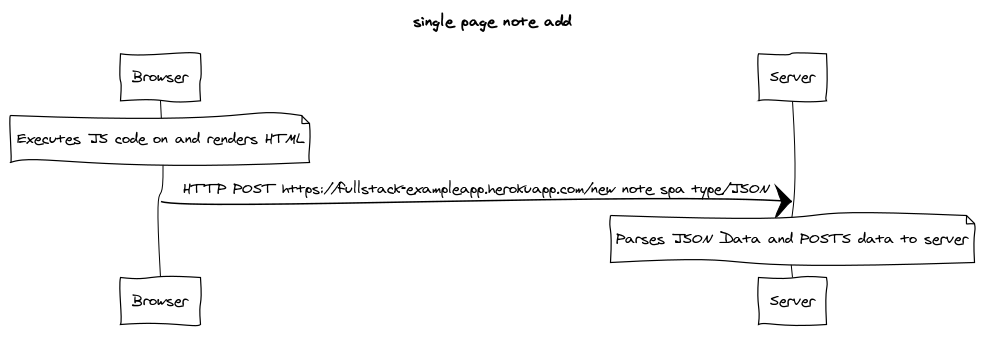 single page note add
Browser
Server
Executes JS code on and renders HTML
HTTP POST https://fullstack-exampleapp.herokuapp.com/new note spa type/JSON
Parses JSON Data and POSTS data to server
Browser
Server